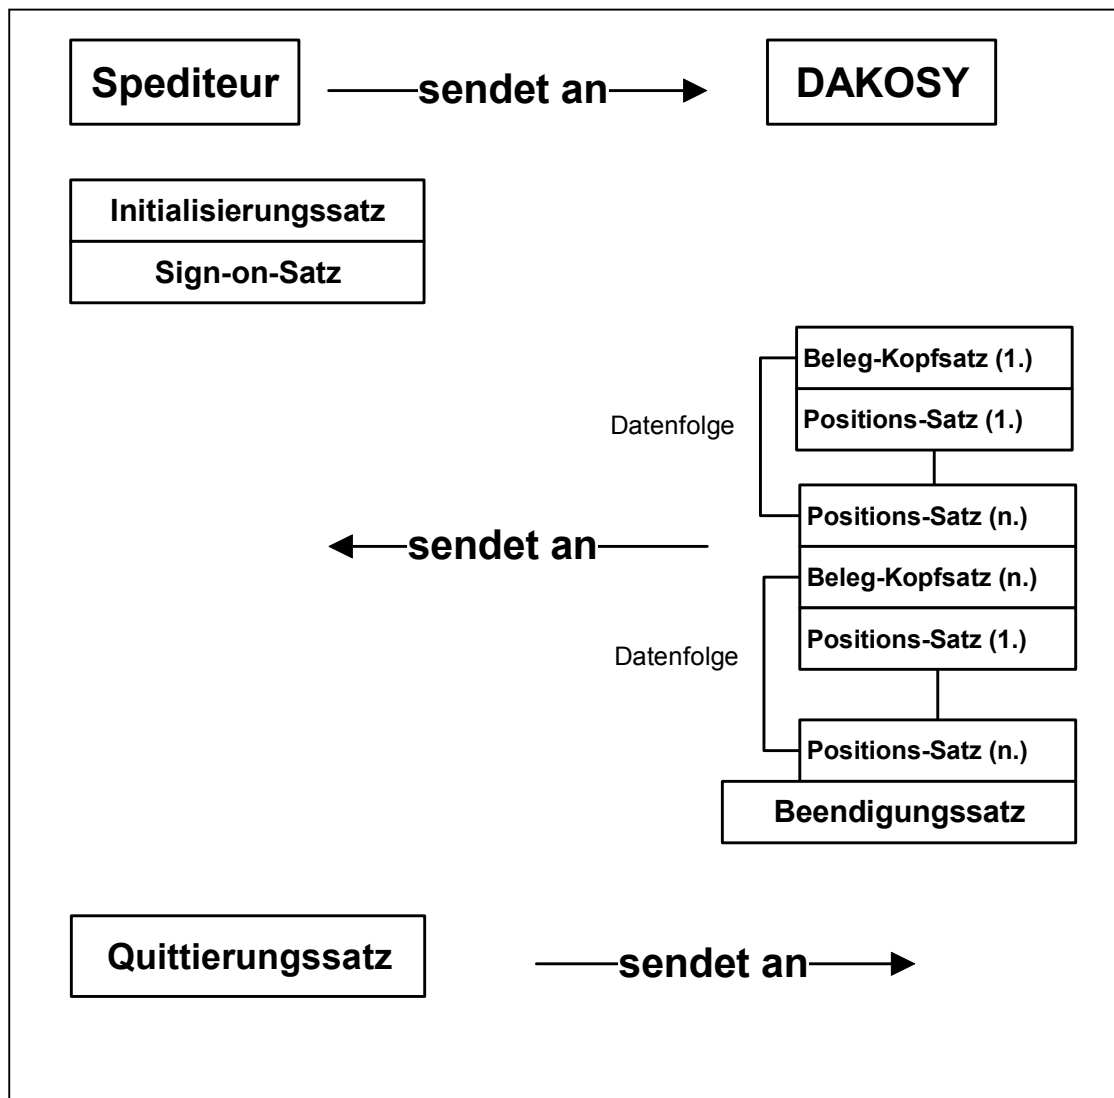 Spediteur
sendet an
DAKOSY
Initialisierungssatz
Sign-on-Satz
Beleg-Kopfsatz (1.)
Datenfolge
Positions-Satz (1.)
Positions-Satz (n.)
sendet an
Beleg-Kopfsatz (n.)
Positions-Satz (1.)
Datenfolge
Positions-Satz (n.)
Beendigungssatz
Quittierungssatz
sendet an